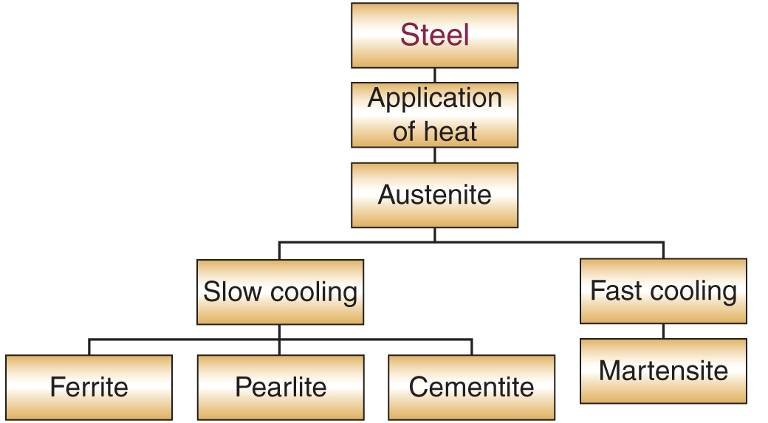 Steel
Application
of heat
Austenite
Slow cooling
Fast cooling
Ferrite
Pearlite
Cementite
Martensite